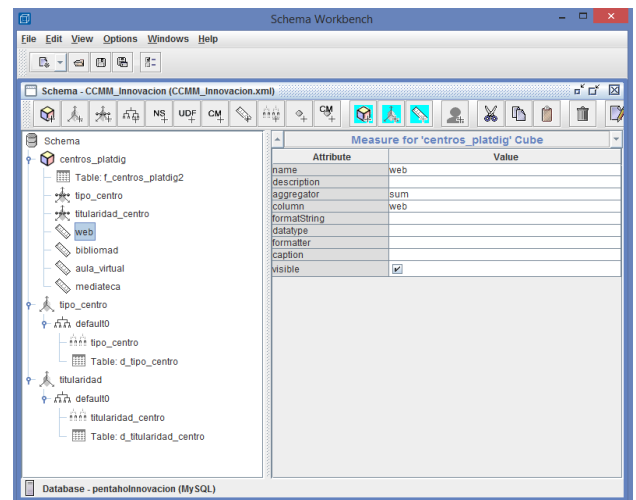 Schema Workbench
File Edit View Options Windows Help
Schema - CCMM_Innovacion (CCMM_Innovacion.xml)
NS UDF CM CM
Schema
centros_platdig
Table: f_centros_platdig2
tipo_centro
titularidad_centro
web
bibliomad
aula_virtual
mediateca
tipo_centro
default0
tipo_centro
Table: d_tipo_centro
titularidad
default0
titularidad_centro
Table: d_titularidad_centro
Measure for 'centros_platdig' Cube
Attribute Value
name web
description
aggregator sum
column web
formatString
datatype
formatter
caption
visible
Database - pentahoInnovacion (MySQL)